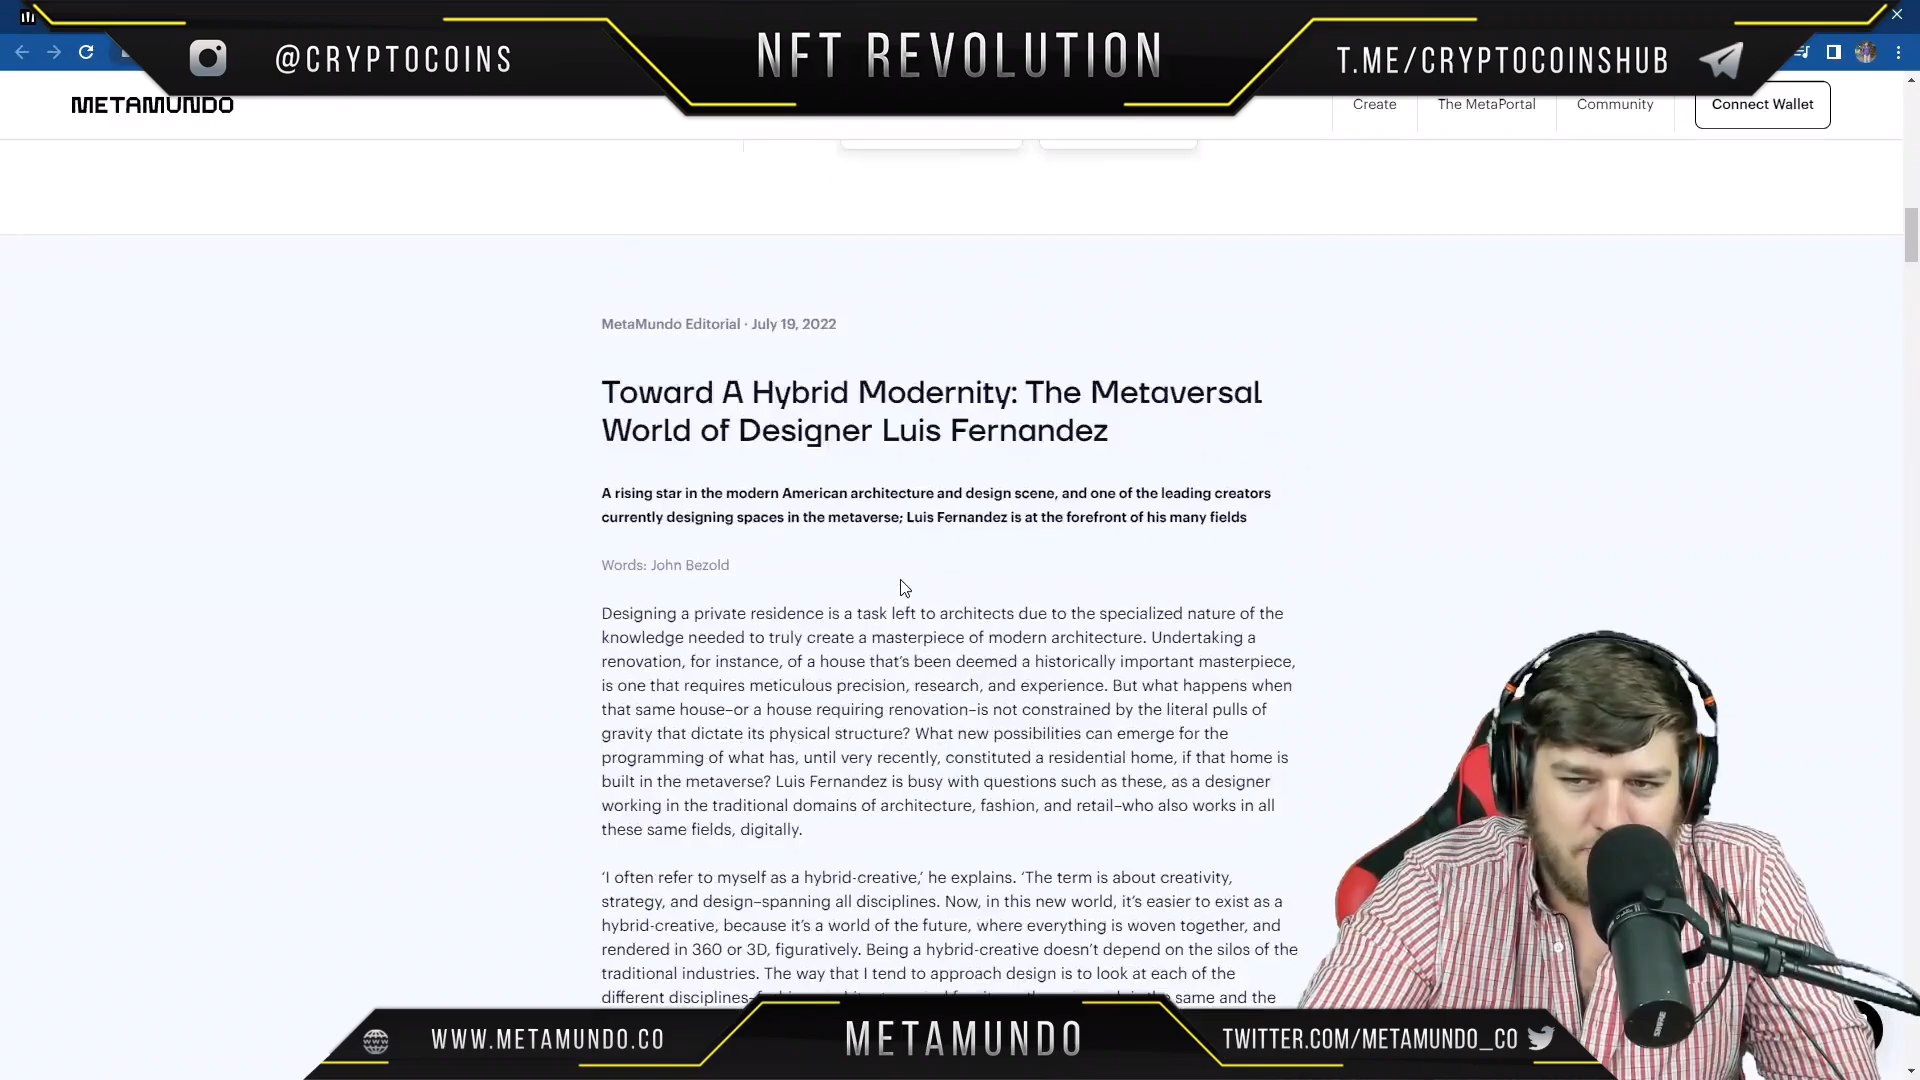 @CRYPTOCOINS
NFT REVOLUTION
T.ME/CRYPTOCOINSHUB
METAMUNDO
Create
The MetaPortal
Community
Connect Wallet
MetaMundo Editorial · July 19, 2022
Toward A Hybrid Modernity: The Metaversal
World of Designer Luis Fernandez
A rising star in the modern American architecture and design scene, and one of the leading creators
currently designing spaces in the metaverse; Luis Fernandez is at the forefront of his many fields
Words: John Bezold
Designing a private residence is a task left to architects due to the specialized nature of the
knowledge needed to truly create a masterpiece of modern architecture. Undertaking a
renovation, for instance, of a house that’s been deemed a historically important masterpiece,
is one that requires meticulous precision, research, and experience. But what happens when
that same house–or a house requiring renovation–is not constrained by the literal pulls of
gravity that dictate its physical structure? What new possibilities can emerge for the
programming of what has, until very recently, constituted a residential home, if that home is
built in the metaverse? Luis Fernandez is busy with questions such as these, as a designer
working in the traditional domains of architecture, fashion, and retail–who also works in all
these same fields, digitally.
‘I often refer to myself as a hybrid-creative,’ he explains. ‘The term is about creativity,
strategy, and design–spanning all disciplines. Now, in this new world, it’s easier to exist as a
hybrid-creative, because it’s a world of the future, where everything is woven together, and
rendered in 360 or 3D, figuratively. Being a hybrid-creative doesn’t depend on the silos of the
traditional industries. The way that I tend to approach design is to look at each of the
different disciplines– same and the
WWW.METAMUNDO.CO
METAMUNDO
TWITTER.COM/METAMUNDO_CO
SHURE